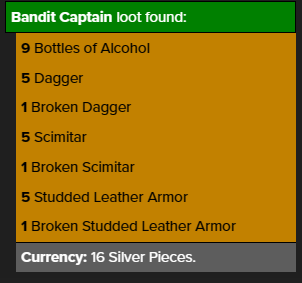 Bandit Captain loot found:
9 Bottles of Alcohol
5 Dagger
1 Broken Dagger
5 Scimitar
1 Broken Scimitar
5 Studded Leather Armor
1 Broken Studded Leather Armor
Currency: 16 Silver Pieces.